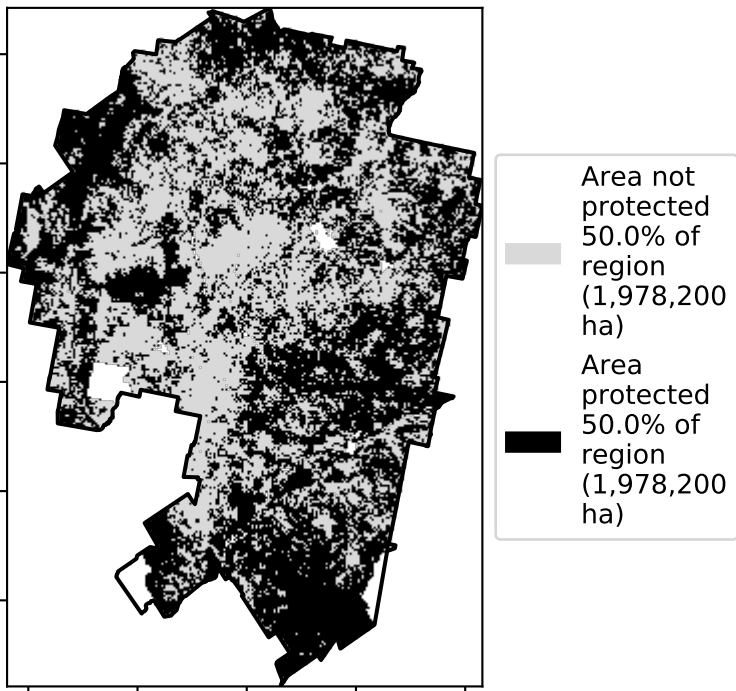 Area not
protected
50.0% of
region
(1,978,200
ha)
Area
protected
50.0% of
region
(1,978,200
ha)